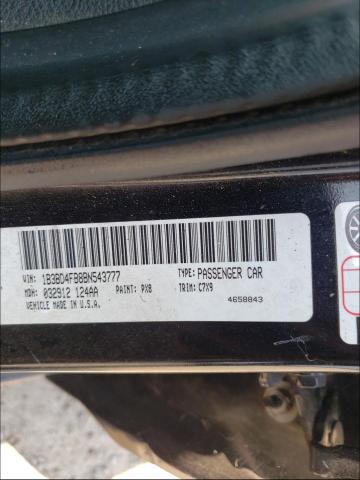 VIN: 1B3BD4FB8BN543777 TYPE: PASSENGER CAR
MDH: 032912 124AA PAINT: PX8 TRIM: C7X9
VEHICLE MADE IN U.S.A. 4658843